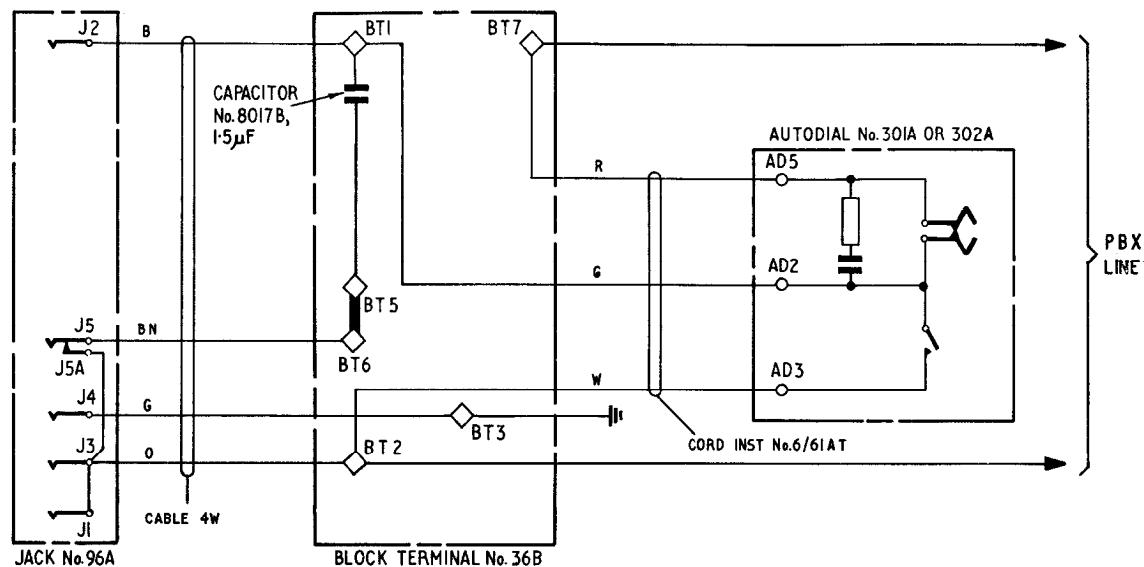 J2
B
BT1
BT7
CAPACITOR
No. 8017B,
1·5µF
AUTODIAL No. 301A OR 302A
R
AD5
PBX
LINE
G
AD2
BT5
J5
BN
J5A
BT6
W
AD3
J4
G
BT3
CORD INST No. 6/61AT
J3
O
BT2
J1
CABLE 4W
JACK No. 96A
BLOCK TERMINAL No. 36B